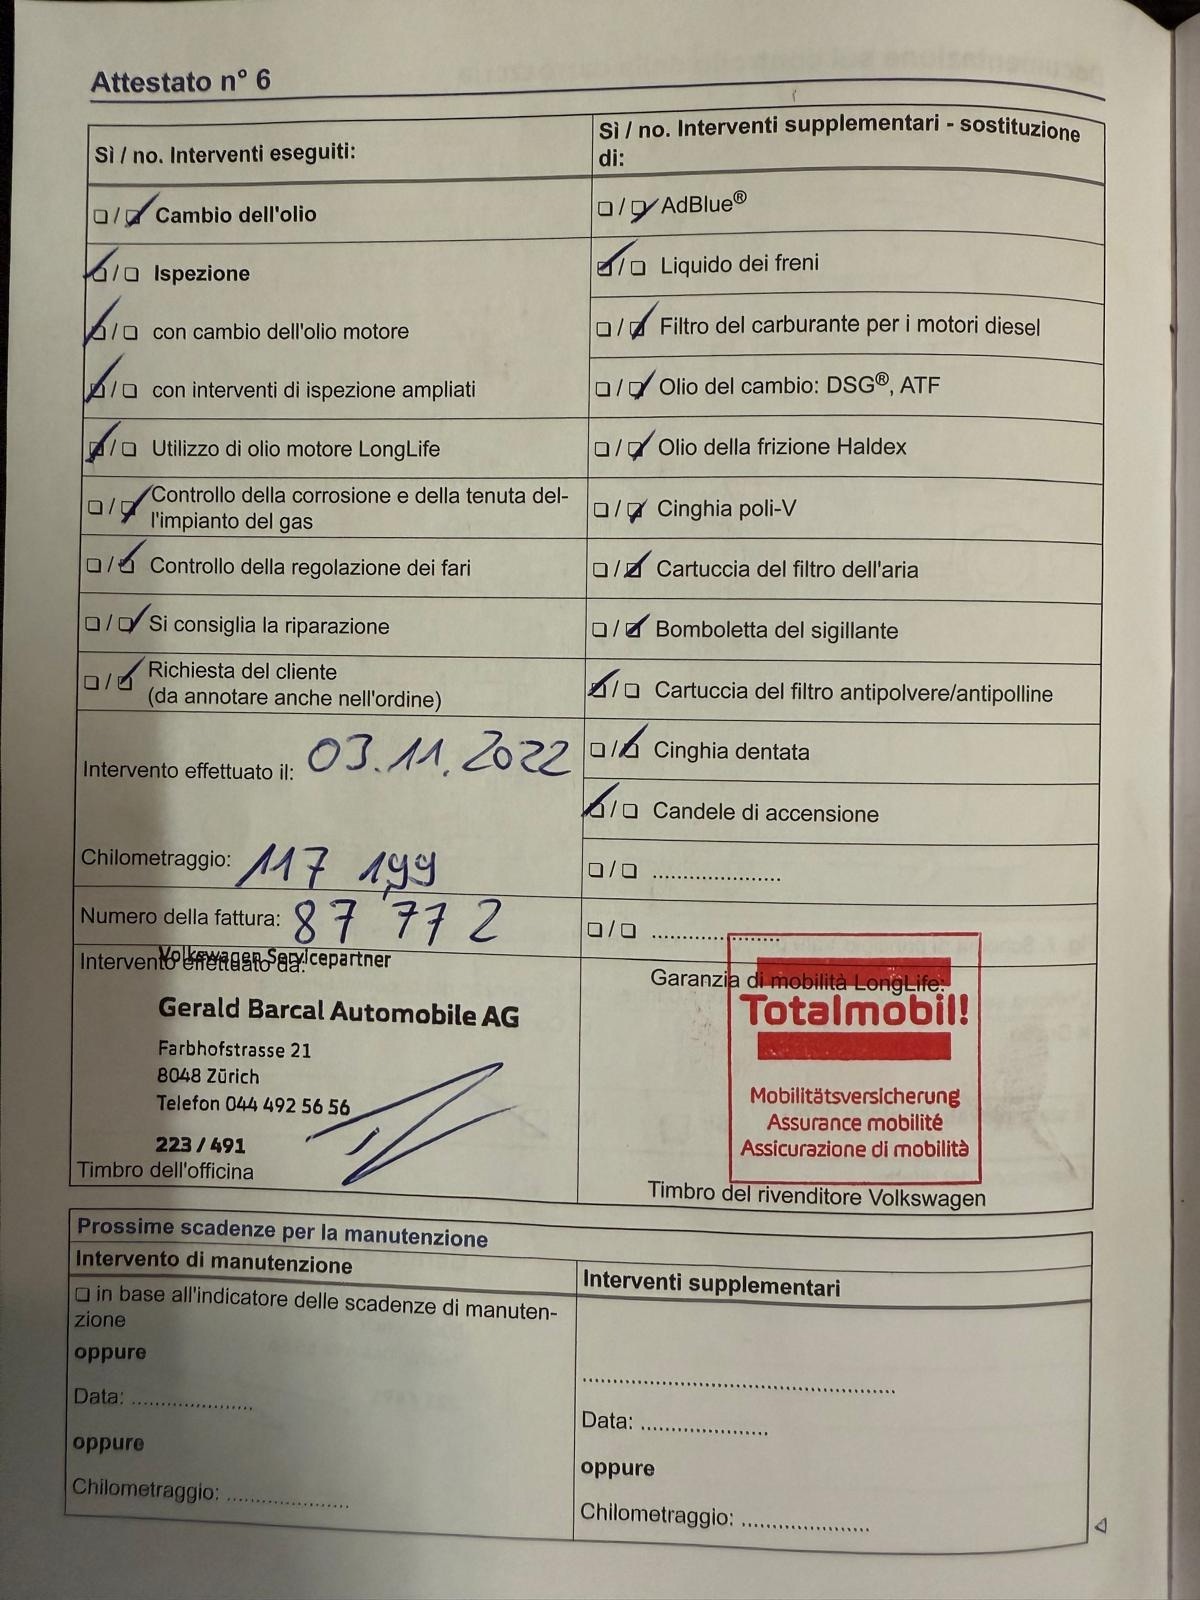 Attestato n° 6
Sì / no. Interventi eseguiti:
❏ / ❏ Cambio dell'olio
❏ / ❏ Ispezione
❏ / ❏ con cambio dell'olio motore
❏ / ❏ con interventi di ispezione ampliati
❏ / ❏ Utilizzo di olio motore LongLife
❏ / ❏ Controllo della corrosione e della tenuta del-
l'impianto del gas
❏ / ❏ Controllo della regolazione dei fari
❏ / ❏ Si consiglia la riparazione
❏ / ❏ Richiesta del cliente
(da annotare anche nell'ordine)
Intervento effettuato il: 03.11.2022
Chilometraggio: 117 199
Numero della fattura: 87 77 2
Intervento effettuato da:
Volkswagen Servicepartner
Gerald Barcal Automobile AG
Farbhofstrasse 21
8048 Zürich
Telefon 044 492 56 56
223 / 491
Timbro dell'officina
Sì / no. Interventi supplementari - sostituzione
di:
❏ / ❏ AdBlue®
❏ / ❏ Liquido dei freni
❏ / ❏ Filtro del carburante per i motori diesel
❏ / ❏ Olio del cambio: DSG®, ATF
❏ / ❏ Olio della frizione Haldex
❏ / ❏ Cinghia poli-V
❏ / ❏ Cartuccia del filtro dell'aria
❏ / ❏ Bomboletta del sigillante
❏ / ❏ Cartuccia del filtro antipolvere/antipolline
❏ / ❏ Cinghia dentata
❏ / ❏ Candele di accensione
❏ / ❏ .....................
❏ / ❏ .....................
Garanzia di mobilità LongLife:
Totalmobil!
Mobilitätsversicherung
Assurance mobilité
Assicurazione di mobilità
Timbro del rivenditore Volkswagen
Prossime scadenze per la manutenzione
Intervento di manutenzione
❏ in base all'indicatore delle scadenze di manuten-
zione
oppure
Data: ....................
oppure
Chilometraggio: ....................
Interventi supplementari
..................................................
Data: .....................
oppure
Chilometraggio: .....................